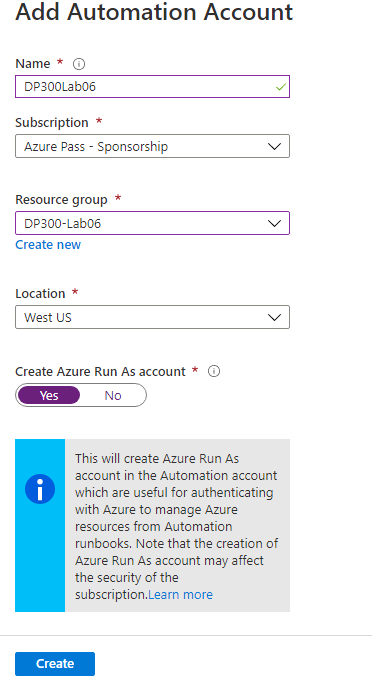 Add Automation Account
Name *
DP300Lab06
Subscription *
Azure Pass - Sponsorship
Resource group *
DP300-Lab06
Create new
Location *
West US
Create Azure Run As account *
Yes No
This will create Azure Run As
account in the Automation account
which are useful for authenticating
with Azure to manage Azure
resources from Automation
runbooks. Note that the creation of
Azure Run As account may affect
the security of the
subscription.Learn more
Create